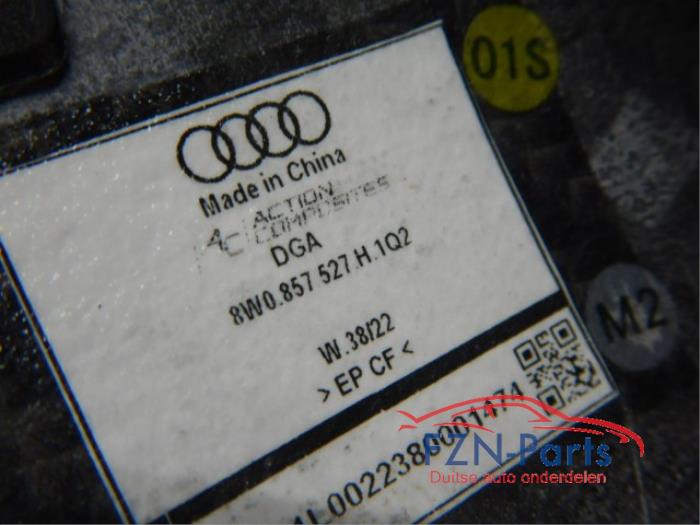 01S
Made in China
AC ACTION
COMPOSITES
DGA
8W0.857 527.H.1Q2
W.38/22
> EP CF <
M2
PZN-Parts
Duitse auto onderdelen